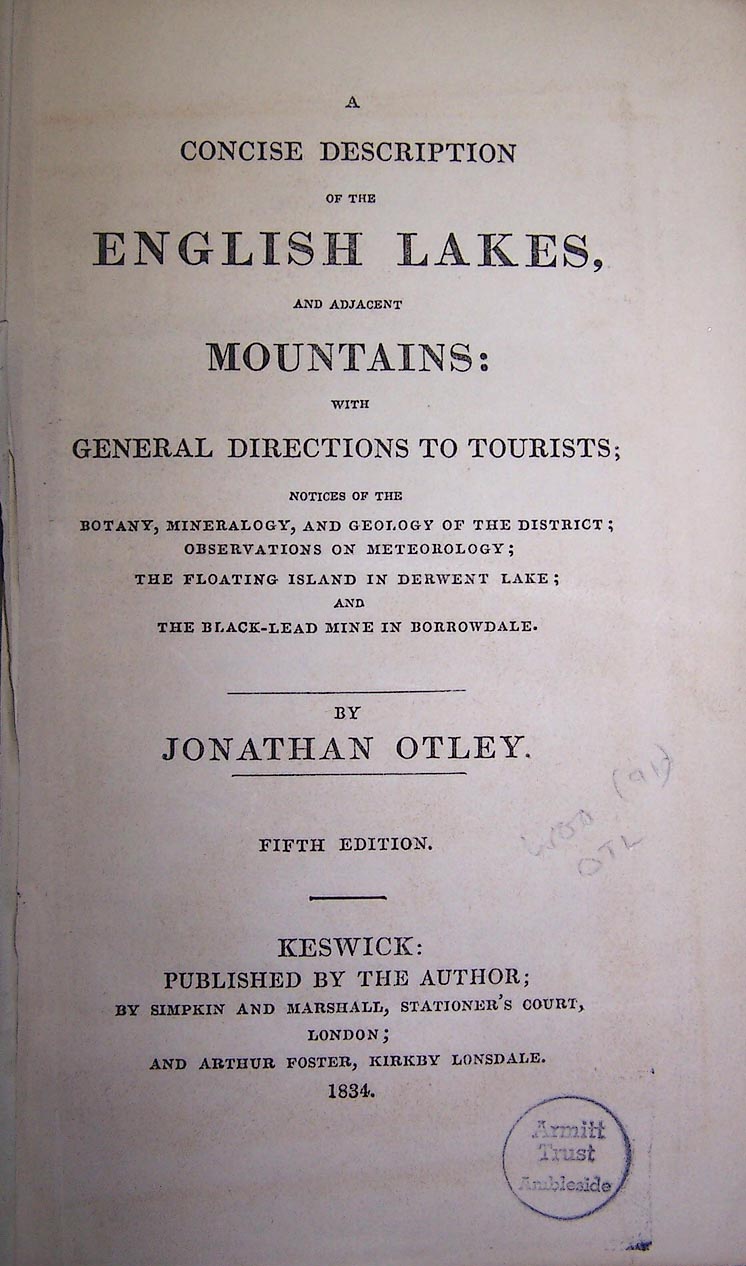 A
CONCISE DESCRIPTION
OF THE
ENGLISH LAKES,
AND ADJACENT
MOUNTAINS:
WITH
GENERAL DIRECTIONS TO TOURISTS;
NOTICES OF THE
BOTANY, MINERALOGY, AND GEOLOGY OF THE DISTRICT;
OBSERVATIONS ON METEOROLOGY;
THE FLOATING ISLAND IN DERWENT LAKE;
AND
THE BLACK-LEAD MINE IN BORROWDALE.
BY
JONATHAN OTLEY.
FIFTH EDITION.
OTL
KESWICK:
PUBLISHED BY THE AUTHOR;
BY SIMPKIN AND MARSHALL, STATIONER'S COURT,
LONDON;
AND ARTHUR FOSTER, KIRKBY LONSDALE.
1834.
Armitt
Trust
Ambleside